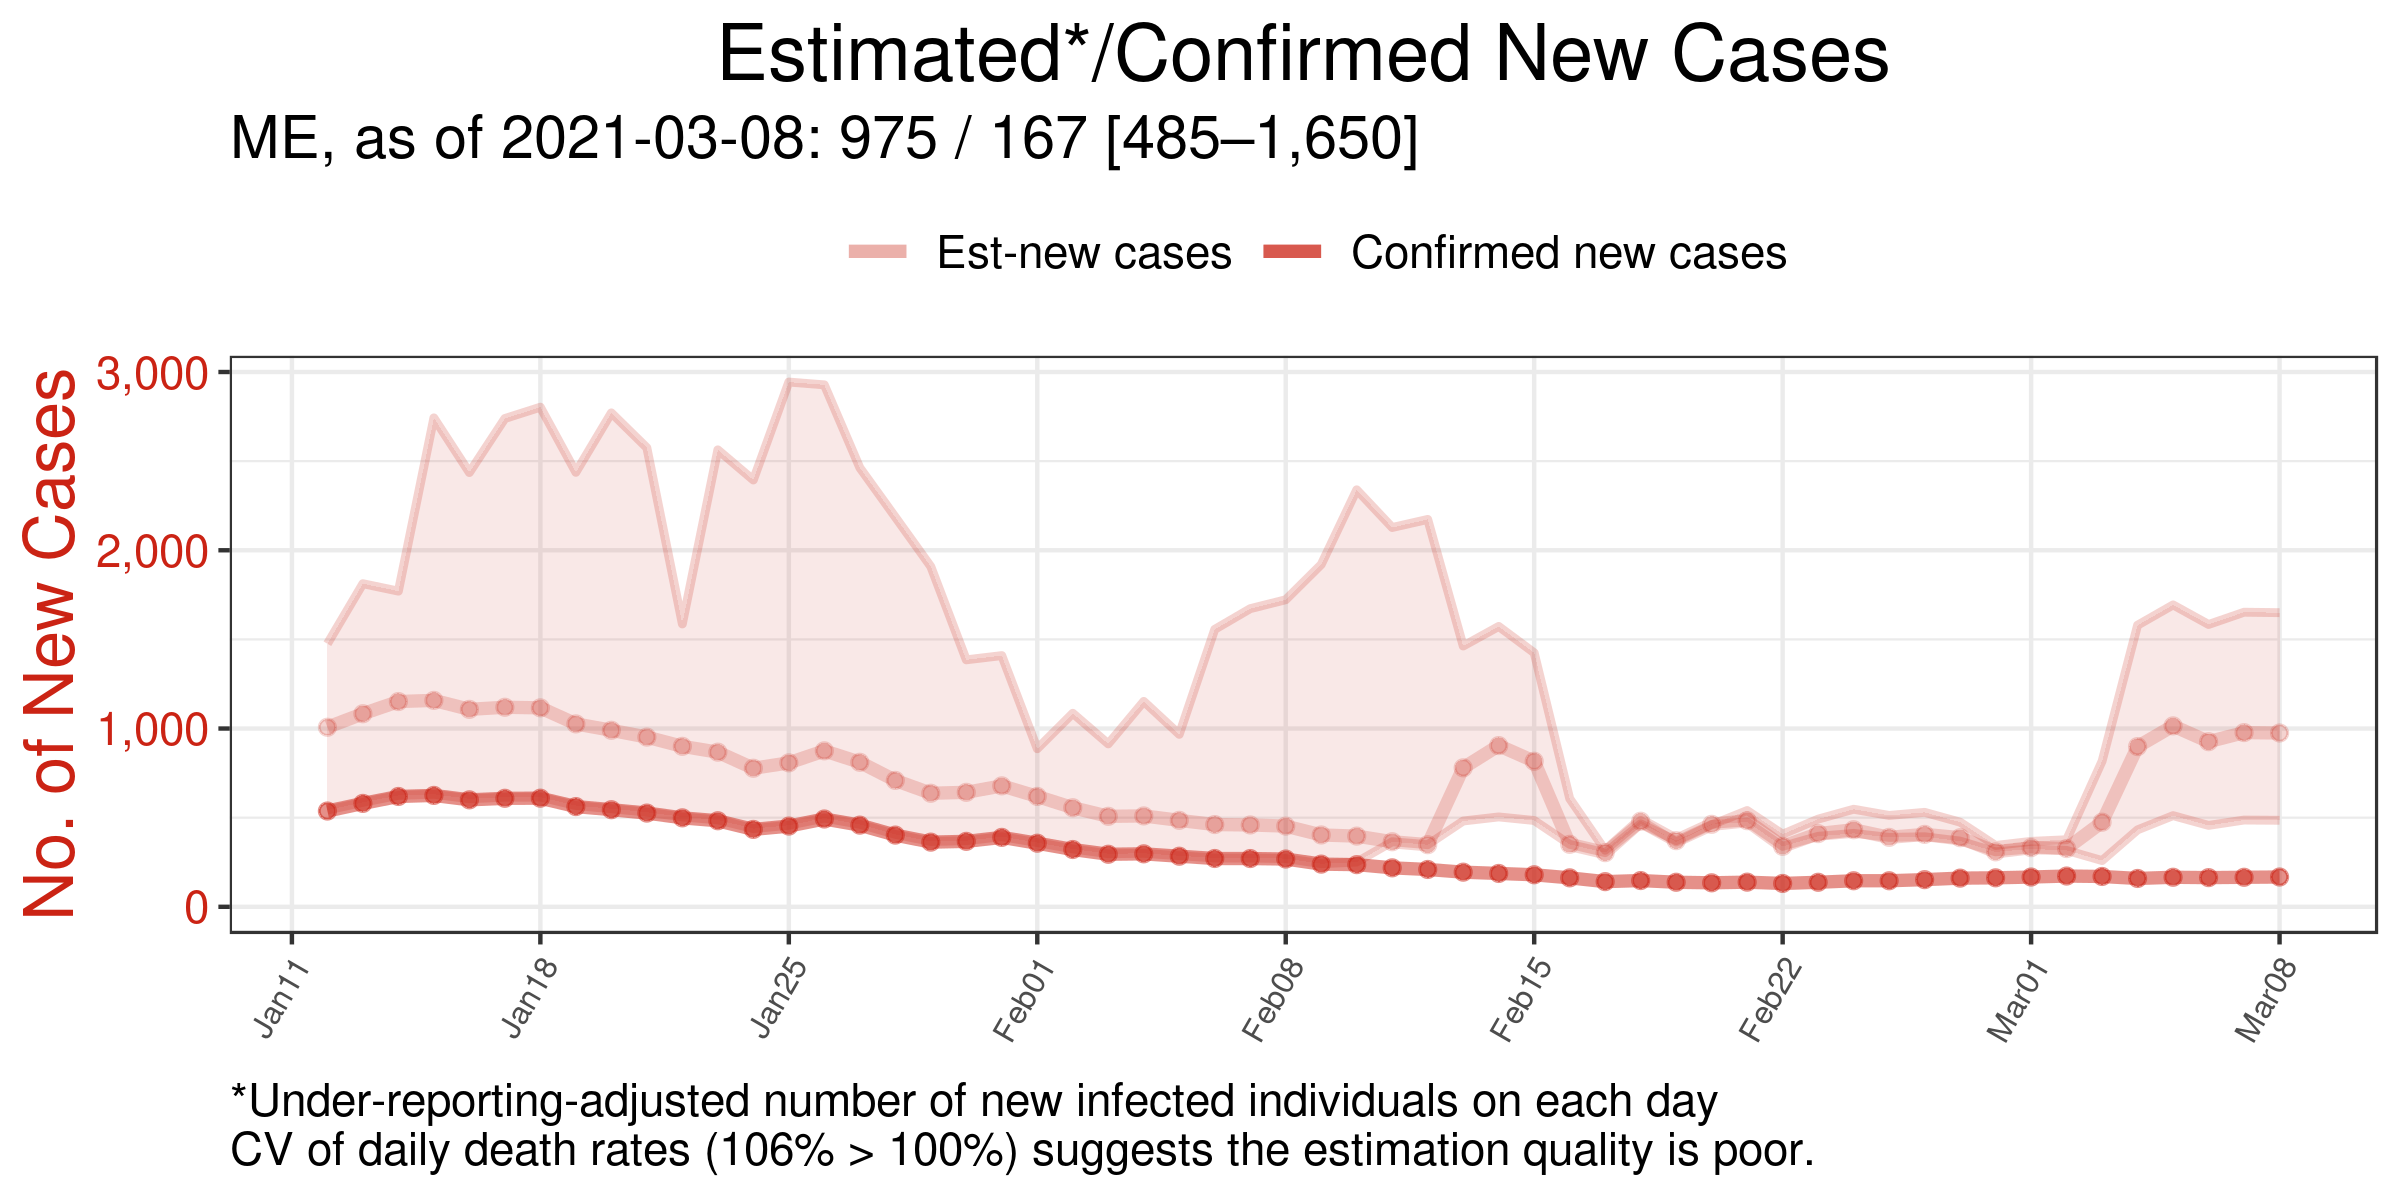 Estimated*/Confirmed New Cases
ME, as of 2021-03-08: 975 / 167 [485–1,650]
Est-new cases
Confirmed new cases
No. of New Cases
3,000
2,000
1,000
0
Jan11
Jan18
Jan25
Feb01
Feb08
Feb15
Feb22
Mar01
Mar08
*Under-reporting-adjusted number of new infected individuals on each day
CV of daily death rates (106% > 100%) suggests the estimation quality is poor.